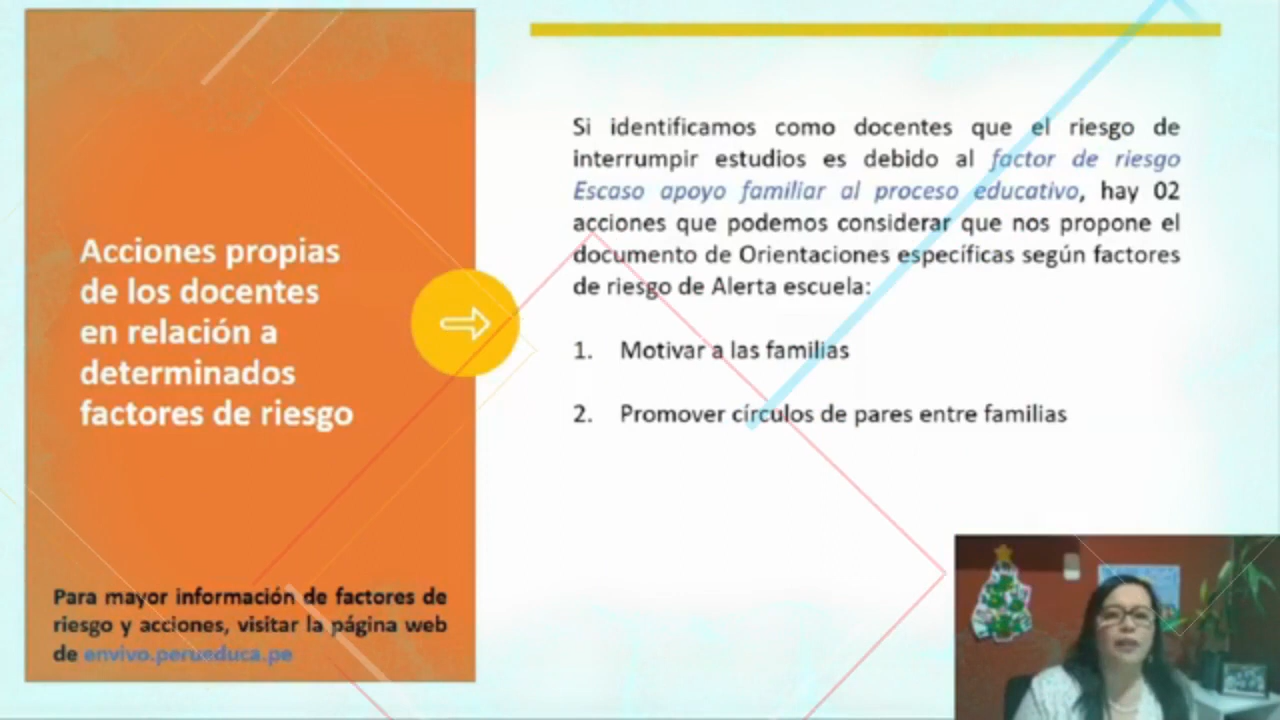 Acciones propias
de los docentes
en relación a
determinados
factores de riesgo
Para mayor información de factores de
riesgo y acciones, visitar la página web
de envivo.perueduca.pe
Si identificamos como docentes que el riesgo de
interrumpir estudios es debido al factor de riesgo
Escaso apoyo familiar al proceso educativo, hay 02
acciones que podemos considerar que nos propone el
documento de Orientaciones específicas según factores
de riesgo de Alerta escuela:
1. Motivar a las familias
2. Promover círculos de pares entre familias